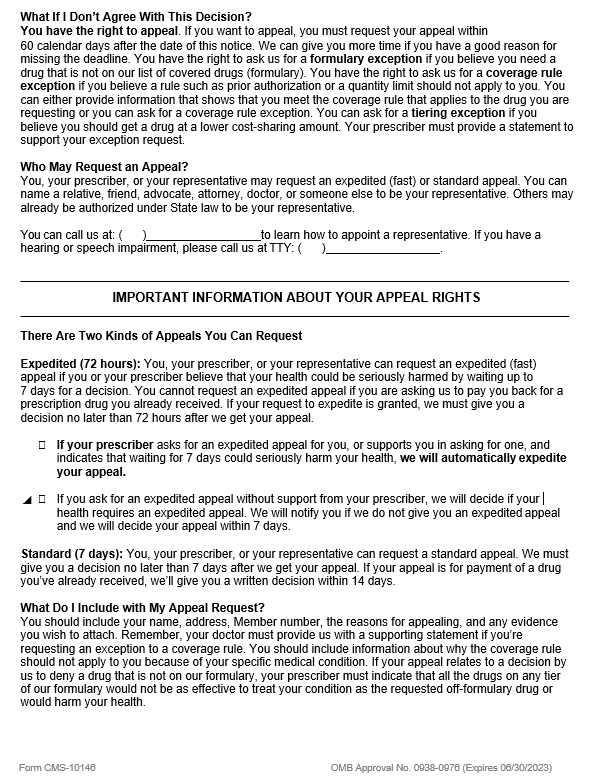 What If I Don’t Agree With This Decision?
You have the right to appeal. If you want to appeal, you must request your appeal within
60 calendar days after the date of this notice. We can give you more time if you have a good reason for
missing the deadline. You have the right to ask us for a formulary exception if you believe you need a
drug that is not on our list of covered drugs (formulary). You have the right to ask us for a coverage rule
exception if you believe a rule such as prior authorization or a quantity limit should not apply to you. You
can either provide information that shows that you meet the coverage rule that applies to the drug you are
requesting or you can ask for a coverage rule exception. You can ask for a tiering exception if you
believe you should get a drug at a lower cost-sharing amount. Your prescriber must provide a statement to
support your exception request.
Who May Request an Appeal?
You, your prescriber, or your representative may request an expedited (fast) or standard appeal. You can
name a relative, friend, advocate, attorney, doctor, or someone else to be your representative. Others may
already be authorized under State law to be your representative.
You can call us at: (      )__________________to learn how to appoint a representative. If you have a
hearing or speech impairment, please call us at TTY: (      )__________________.
IMPORTANT INFORMATION ABOUT YOUR APPEAL RIGHTS
There Are Two Kinds of Appeals You Can Request
Expedited (72 hours): You, your prescriber, or your representative can request an expedited (fast)
appeal if you or your prescriber believe that your health could be seriously harmed by waiting up to
7 days for a decision. You cannot request an expedited appeal if you are asking us to pay you back for a
prescription drug you already received. If your request to expedite is granted, we must give you a
decision no later than 72 hours after we get your appeal.
If your prescriber asks for an expedited appeal for you, or supports you in asking for one, and
indicates that waiting for 7 days could seriously harm your health, we will automatically expedite
your appeal.
If you ask for an expedited appeal without support from your prescriber, we will decide if your
health requires an expedited appeal. We will notify you if we do not give you an expedited appeal
and we will decide your appeal within 7 days.
Standard (7 days): You, your prescriber, or your representative can request a standard appeal. We must
give you a decision no later than 7 days after we get your appeal. If your appeal is for payment of a drug
you’ve already received, we’ll give you a written decision within 14 days.
What Do I Include with My Appeal Request?
You should include your name, address, Member number, the reasons for appealing, and any evidence
you wish to attach. Remember, your doctor must provide us with a supporting statement if you’re
requesting an exception to a coverage rule. You should include information about why the coverage rule
should not apply to you because of your specific medical condition. If your appeal relates to a decision by
us to deny a drug that is not on our formulary, your prescriber must indicate that all the drugs on any tier
of our formulary would not be as effective to treat your condition as the requested off-formulary drug or
would harm your health.
Form CMS-10146 OMB Approval No. 0938-0976 (Expires 06/30/2023)